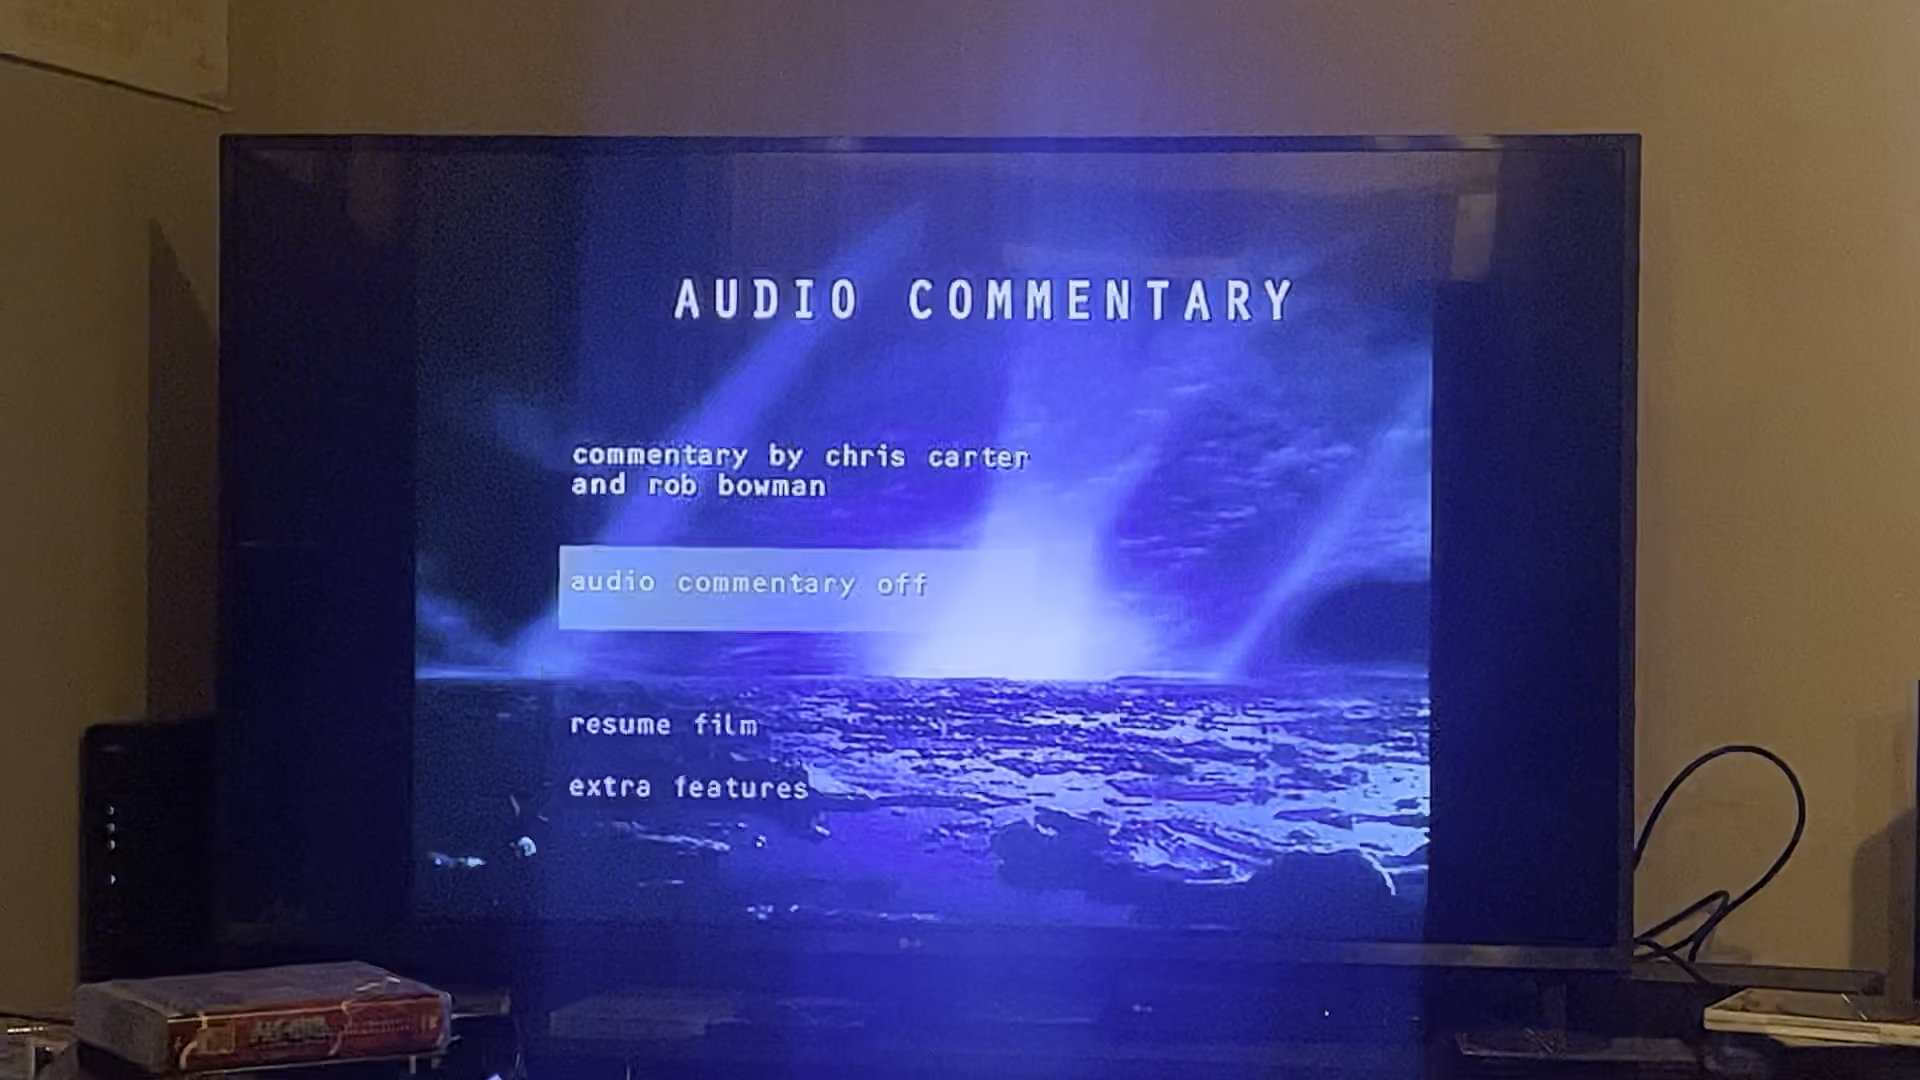 AUDIO COMMENTARY
commentary by chris carter
and rob bowman
audio commentary off
resume film
extra features